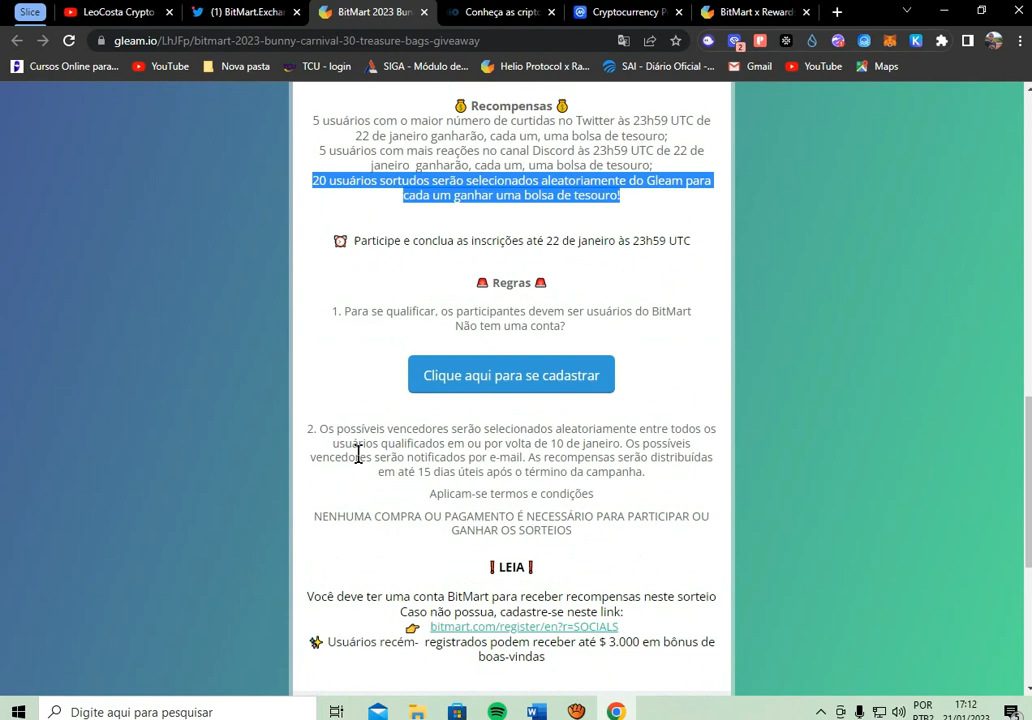 Slice
LeoCosta Crypto
(1) BitMart.Exchan
BitMart 2023 Bun
Conheça as cripto
Cryptocurrency P
BitMart x Rewards
gleam.io/LhJFp/bitmart-2023-bunny-carnival-30-treasure-bags-giveaway
Cursos Online para...
YouTube
Nova pasta
TCU - login
SIGA - Módulo de...
Helio Protocol x Ra...
SAI - Diário Oficial -...
Gmail
YouTube
Maps
Recompensas
5 usuários com o maior número de curtidas no Twitter às 23h59 UTC de
22 de janeiro ganharão, cada um, uma bolsa de tesouro;
5 usuários com mais reações no canal Discord às 23h59 UTC de 22 de
janeiro ganharão, cada um, uma bolsa de tesouro;
20 usuários sortudos serão selecionados aleatoriamente do Gleam para
cada um ganhar uma bolsa de tesouro!
Participe e conclua as inscrições até 22 de janeiro às 23h59 UTC
Regras
1. Para se qualificar, os participantes devem ser usuários do BitMart
Não tem uma conta?
Clique aqui para se cadastrar
2. Os possíveis vencedores serão selecionados aleatoriamente entre todos os
usuários qualificados em ou por volta de 10 de janeiro. Os possíveis
vencedores serão notificados por e-mail. As recompensas serão distribuídas
em até 15 dias úteis após o término da campanha.
Aplicam-se termos e condições
NENHUMA COMPRA OU PAGAMENTO É NECESSÁRIO PARA PARTICIPAR OU
GANHAR OS SORTEIOS
❗LEIA❗
Você deve ter uma conta BitMart para receber recompensas neste sorteio
Caso não possua, cadastre-se neste link:
bitmart.com/register/en?r=SOCIALS
Usuários recém- registrados podem receber até $ 3.000 em bônus de
boas-vindas
Digite aqui para pesquisar
POR
17:12
PTB2
21/01/2023